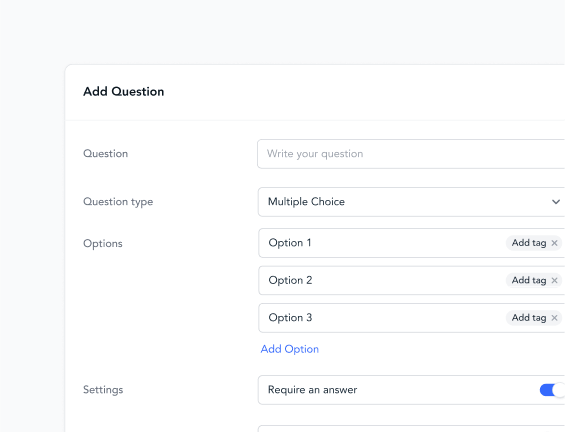 Add Question
Question Write your question
Question type Multiple Choice
Options Option 1 Add tag
Option 2 Add tag
Option 3 Add tag
Add Option
Settings Require an answer